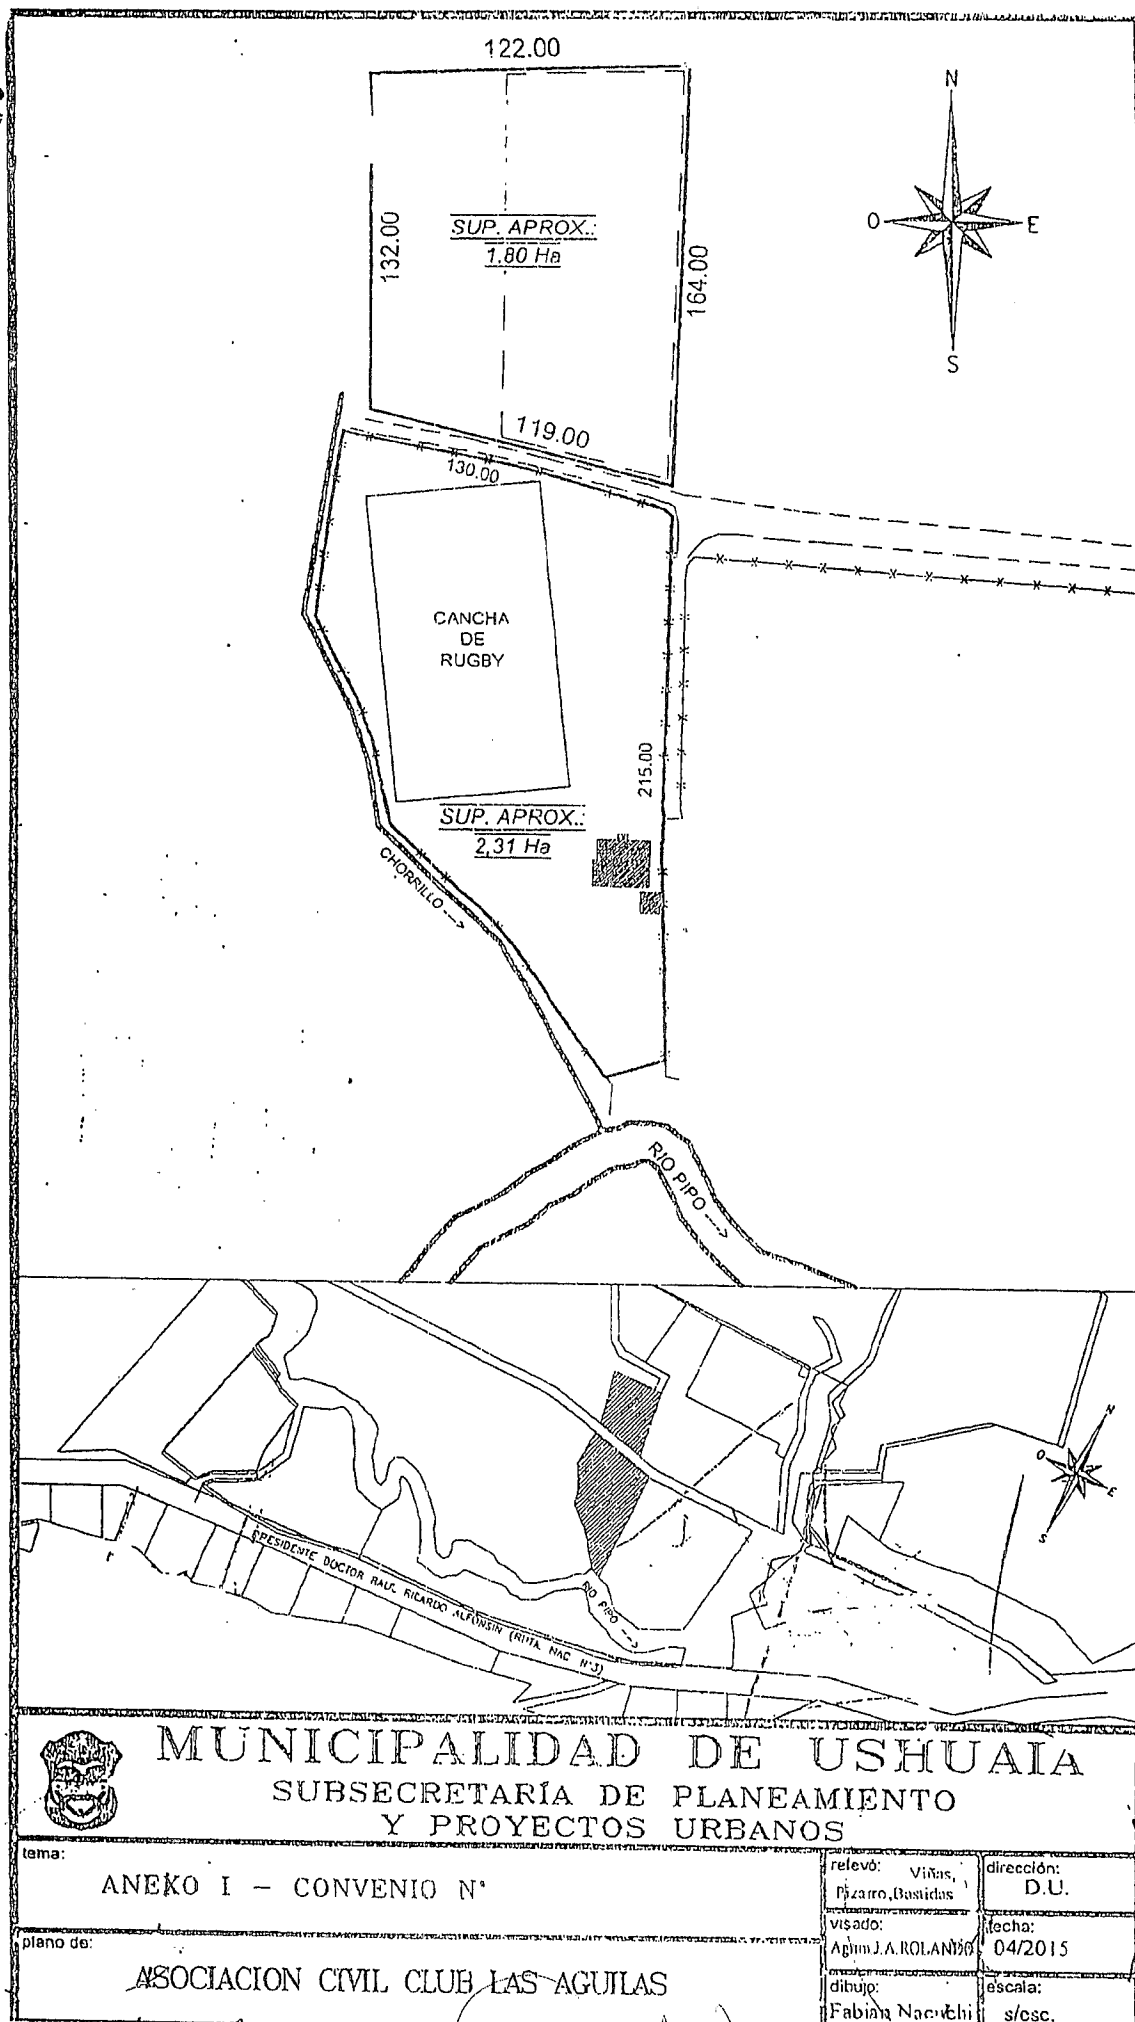 122.00
N
O
E
S
132.00
SUP. APROX.:
1,80 Ha
164.00
119.00
130.00
CANCHA
DE
RUGBY
215.00
SUP. APROX.:
2,31 Ha
CHORRILLO
RIO PIPO
N
O
E
S
PRESIDENTE DOCTOR RAUL RICARDO ALFONSIN (RUTA NAC N°3)
RIO PIPO
MUNICIPALIDAD DE USHUAIA
SUBSECRETARÍA DE PLANEAMIENTO
Y PROYECTOS URBANOS
tema:
ANEXO I - CONVENIO N°
relevó: Viñas,
Pizarro, Bastidas
dirección:
D.U.
visado:
J.A. ROLANDO
fecha:
04/2015
plano de:
ASOCIACION CIVIL CLUB LAS AGUILAS
dibujo:
Fabian
escala:
s/esc.